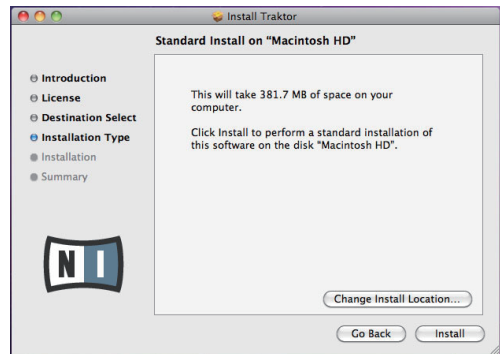 Install Traktor
Standard Install on “Macintosh HD”
Introduction
License
Destination Select
Installation Type
Installation
Summary
This will take 381.7 MB of space on your
computer.
Click Install to perform a standard installation of
this software on the disk “Macintosh HD”.
N I
Change Install Location...
Go Back
Install